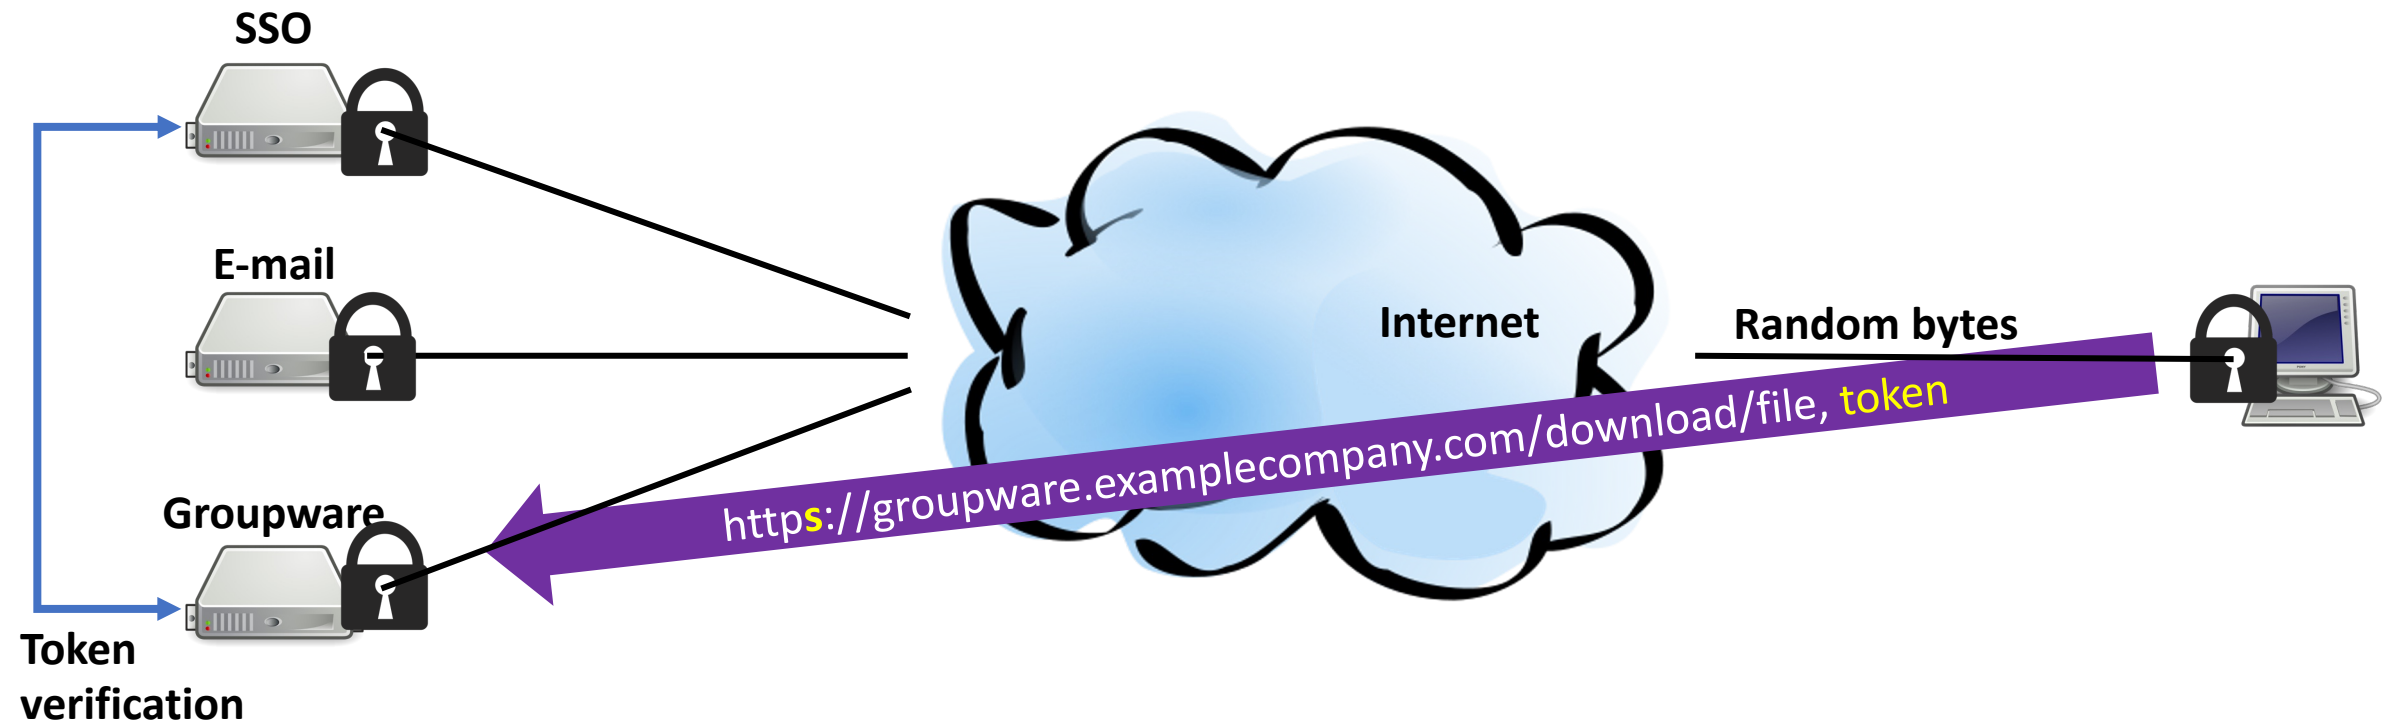 SSO
E-mail
Internet
Random bytes
https://groupware.examplecompany.com/download/file, token
Groupware
Token
verification